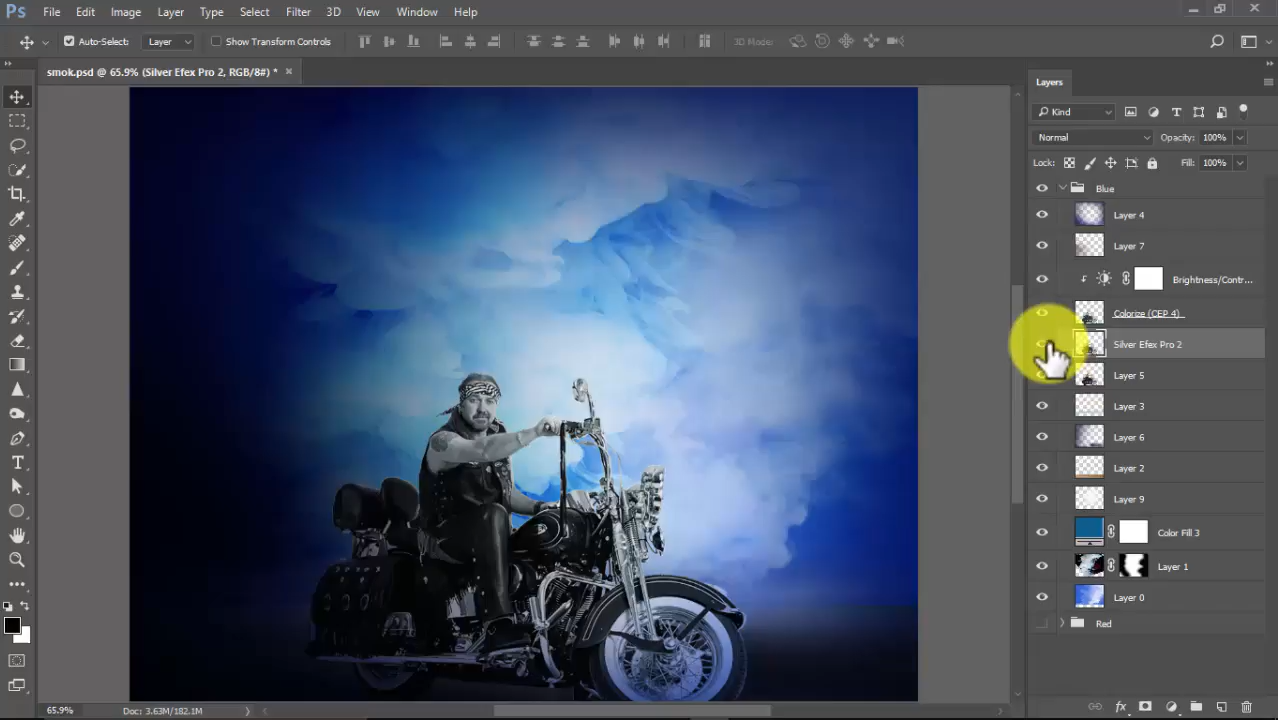 Ps File Edit Image Layer Type Select Filter 3D View Window Help
Auto-Select: Layer Show Transform Controls 3D Mode:
smok.psd @ 65.9% (Silver Efex Pro 2, RGB/8#) * ×
Layers
Kind
Normal Opacity: 100%
Lock: Fill: 100%
Blue
Layer 4
Layer 7
Brightness/Contr...
Colorize (CEP 4)
Silver Efex Pro 2
Layer 5
Layer 3
Layer 6
Layer 2
Layer 9
Color Fill 3
Layer 1
Layer 0
Red
65.9% Doc: 3.63M/182.1M